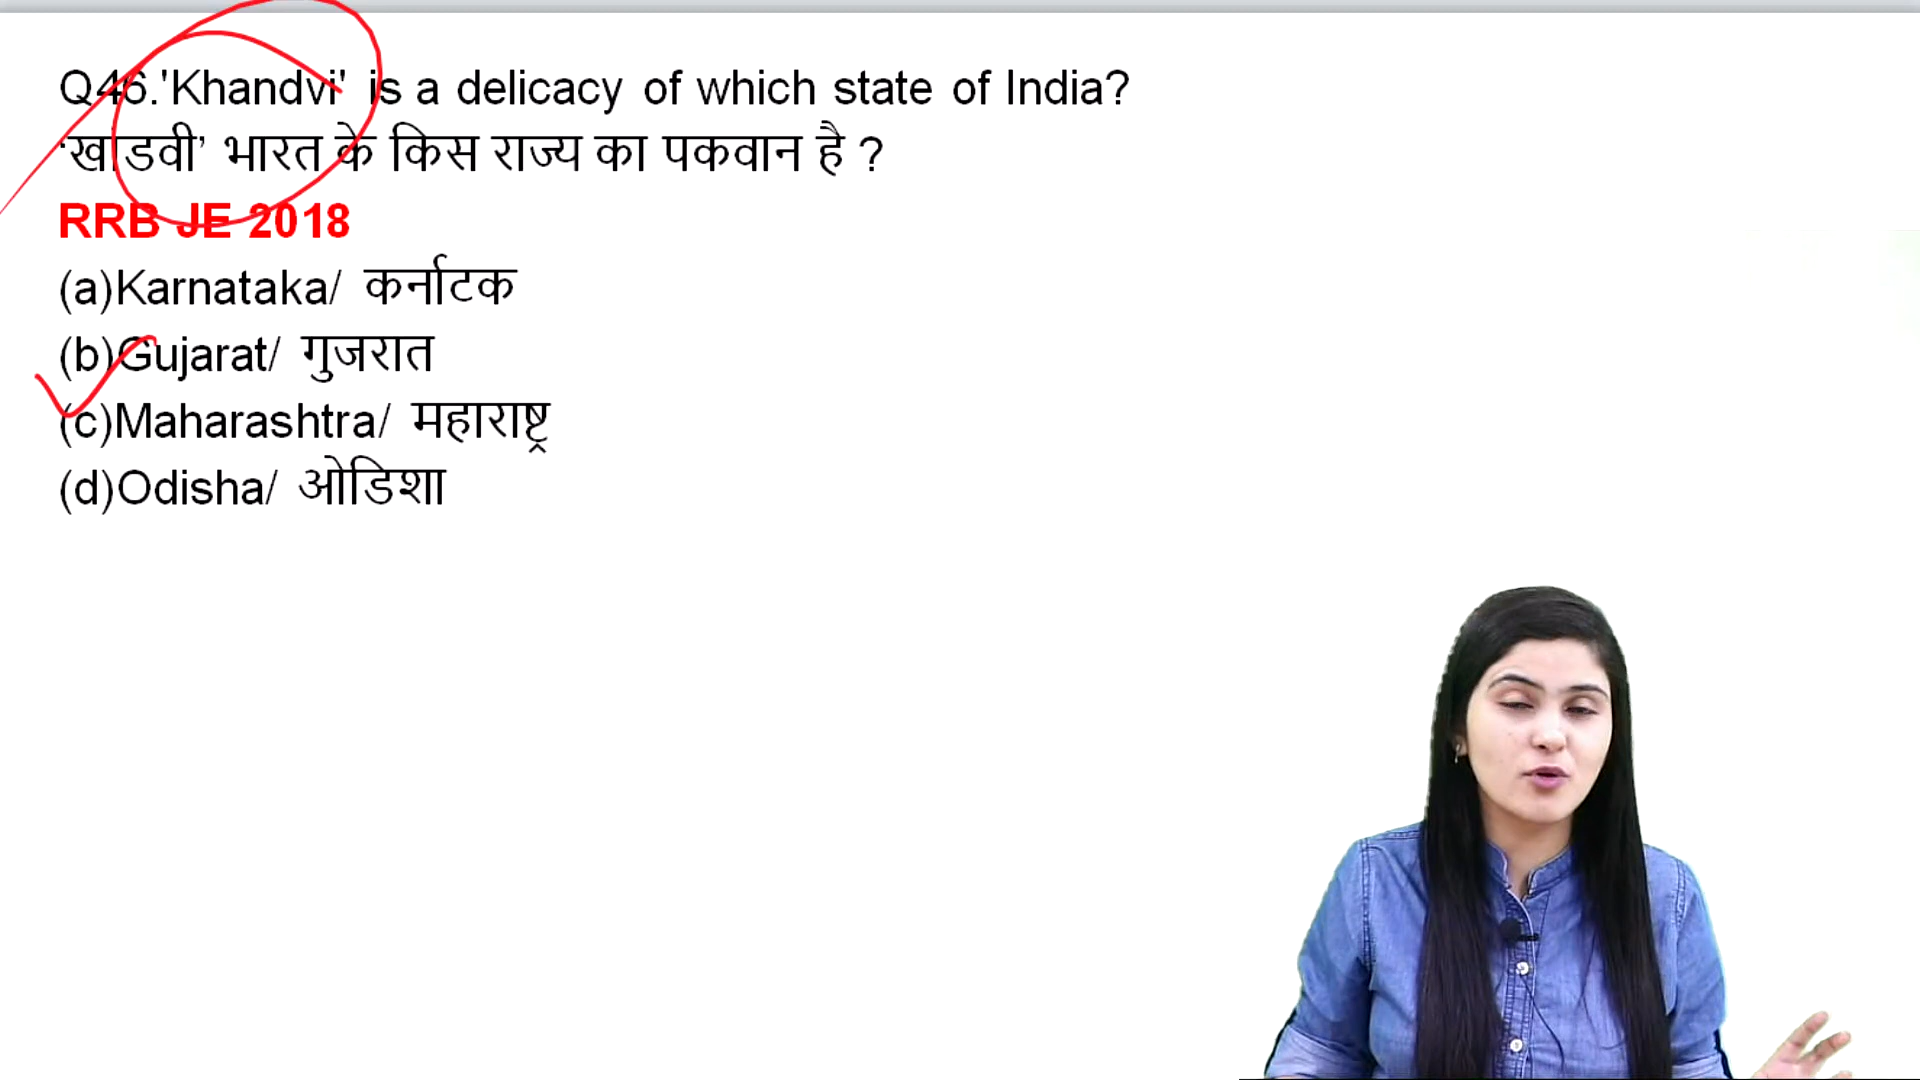 Q46.'Khandvi' is a delicacy of which state of India?
‘खांडवी’ भारत के किस राज्य का पकवान है ?
RRB JE 2018
(a)Karnataka/ कर्नाटक
(b)Gujarat/ गुजरात
(c)Maharashtra/ महाराष्ट्र
(d)Odisha/ ओडिशा